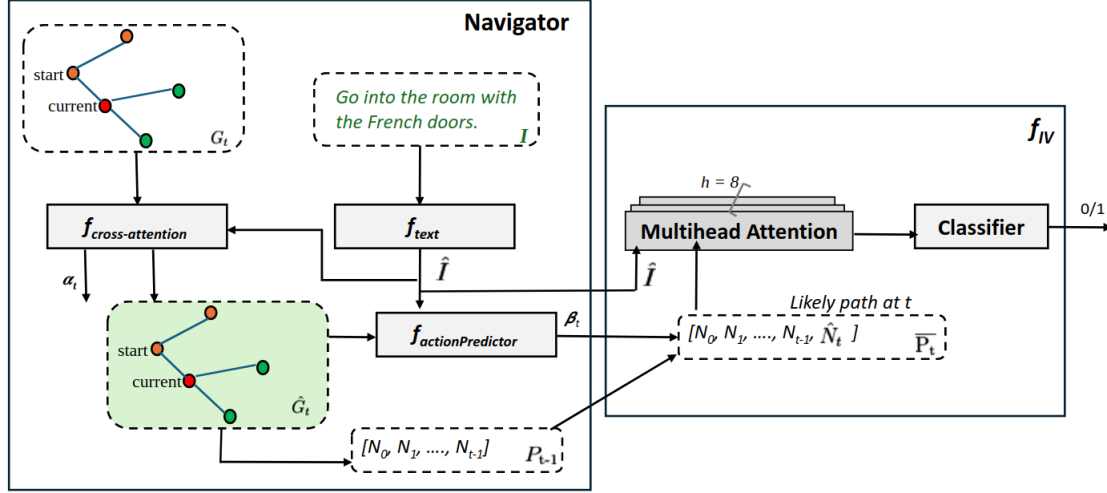 Navigator
start
current
G_t
Go into the room with
the French doors.
I
f_IV
h = 8
f_cross-attention
f_text
Multihead Attention
Classifier
0/1
α_t
Î
Î
Likely path at t
start
current
Ĝ_t
f_actionPredictor
β_t
[N_0, N_1, ...., N_t-1, N̂_t ]
P̅_t
[N_0, N_1, ...., N_t-1]
P_t-1